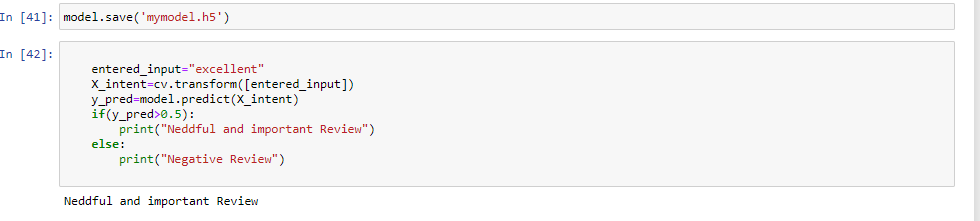 In [41]: model.save('mymodel.h5')
In [42]:
entered_input="excellent"
X_intent=cv.transform([entered_input])
y_pred=model.predict(X_intent)
if(y_pred>0.5):
print("Neddful and important Review")
else:
print("Negative Review")
Neddful and important Review